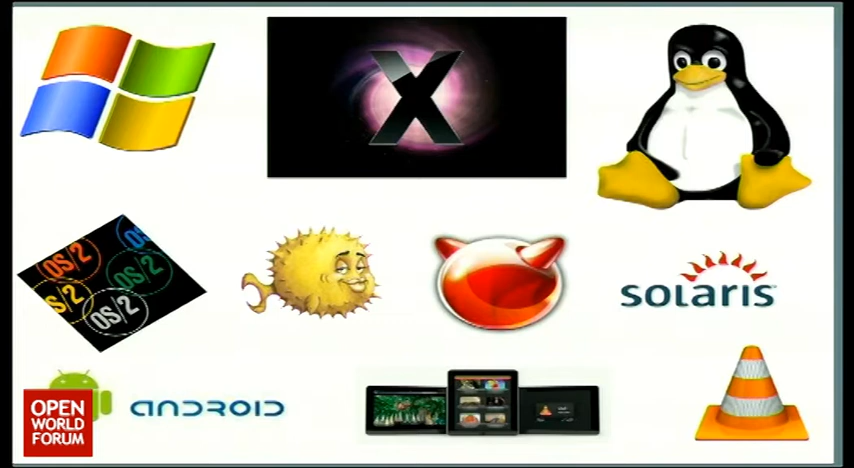 X
OS/2
OS
OS/2
S/2
OS/2
solaris
ANDROID
OPEN
WORLD
FORUM